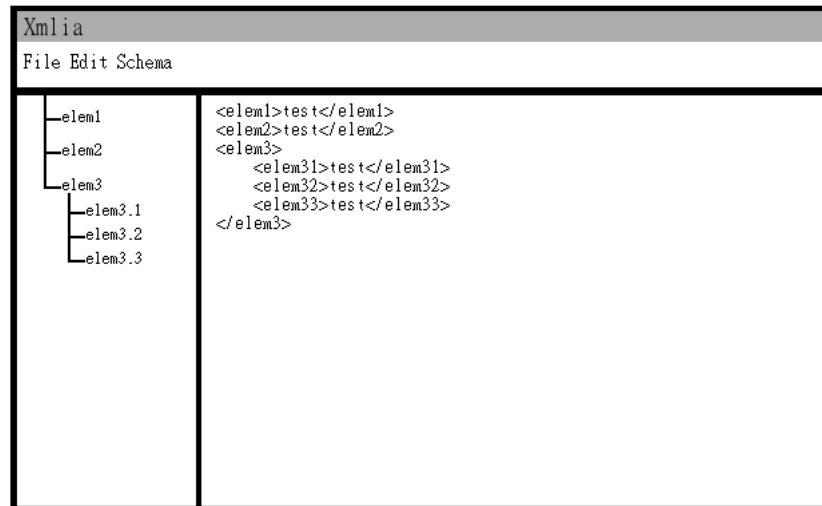 Xmlia
File Edit Schema
elem1
elem2
elem3
elem3.1
elem3.2
elem3.3
<elem1>test</elem1>
<elem2>test</elem2>
<elem3>
    <elem31>test</elem31>
    <elem32>test</elem32>
    <elem33>test</elem33>
</elem3>